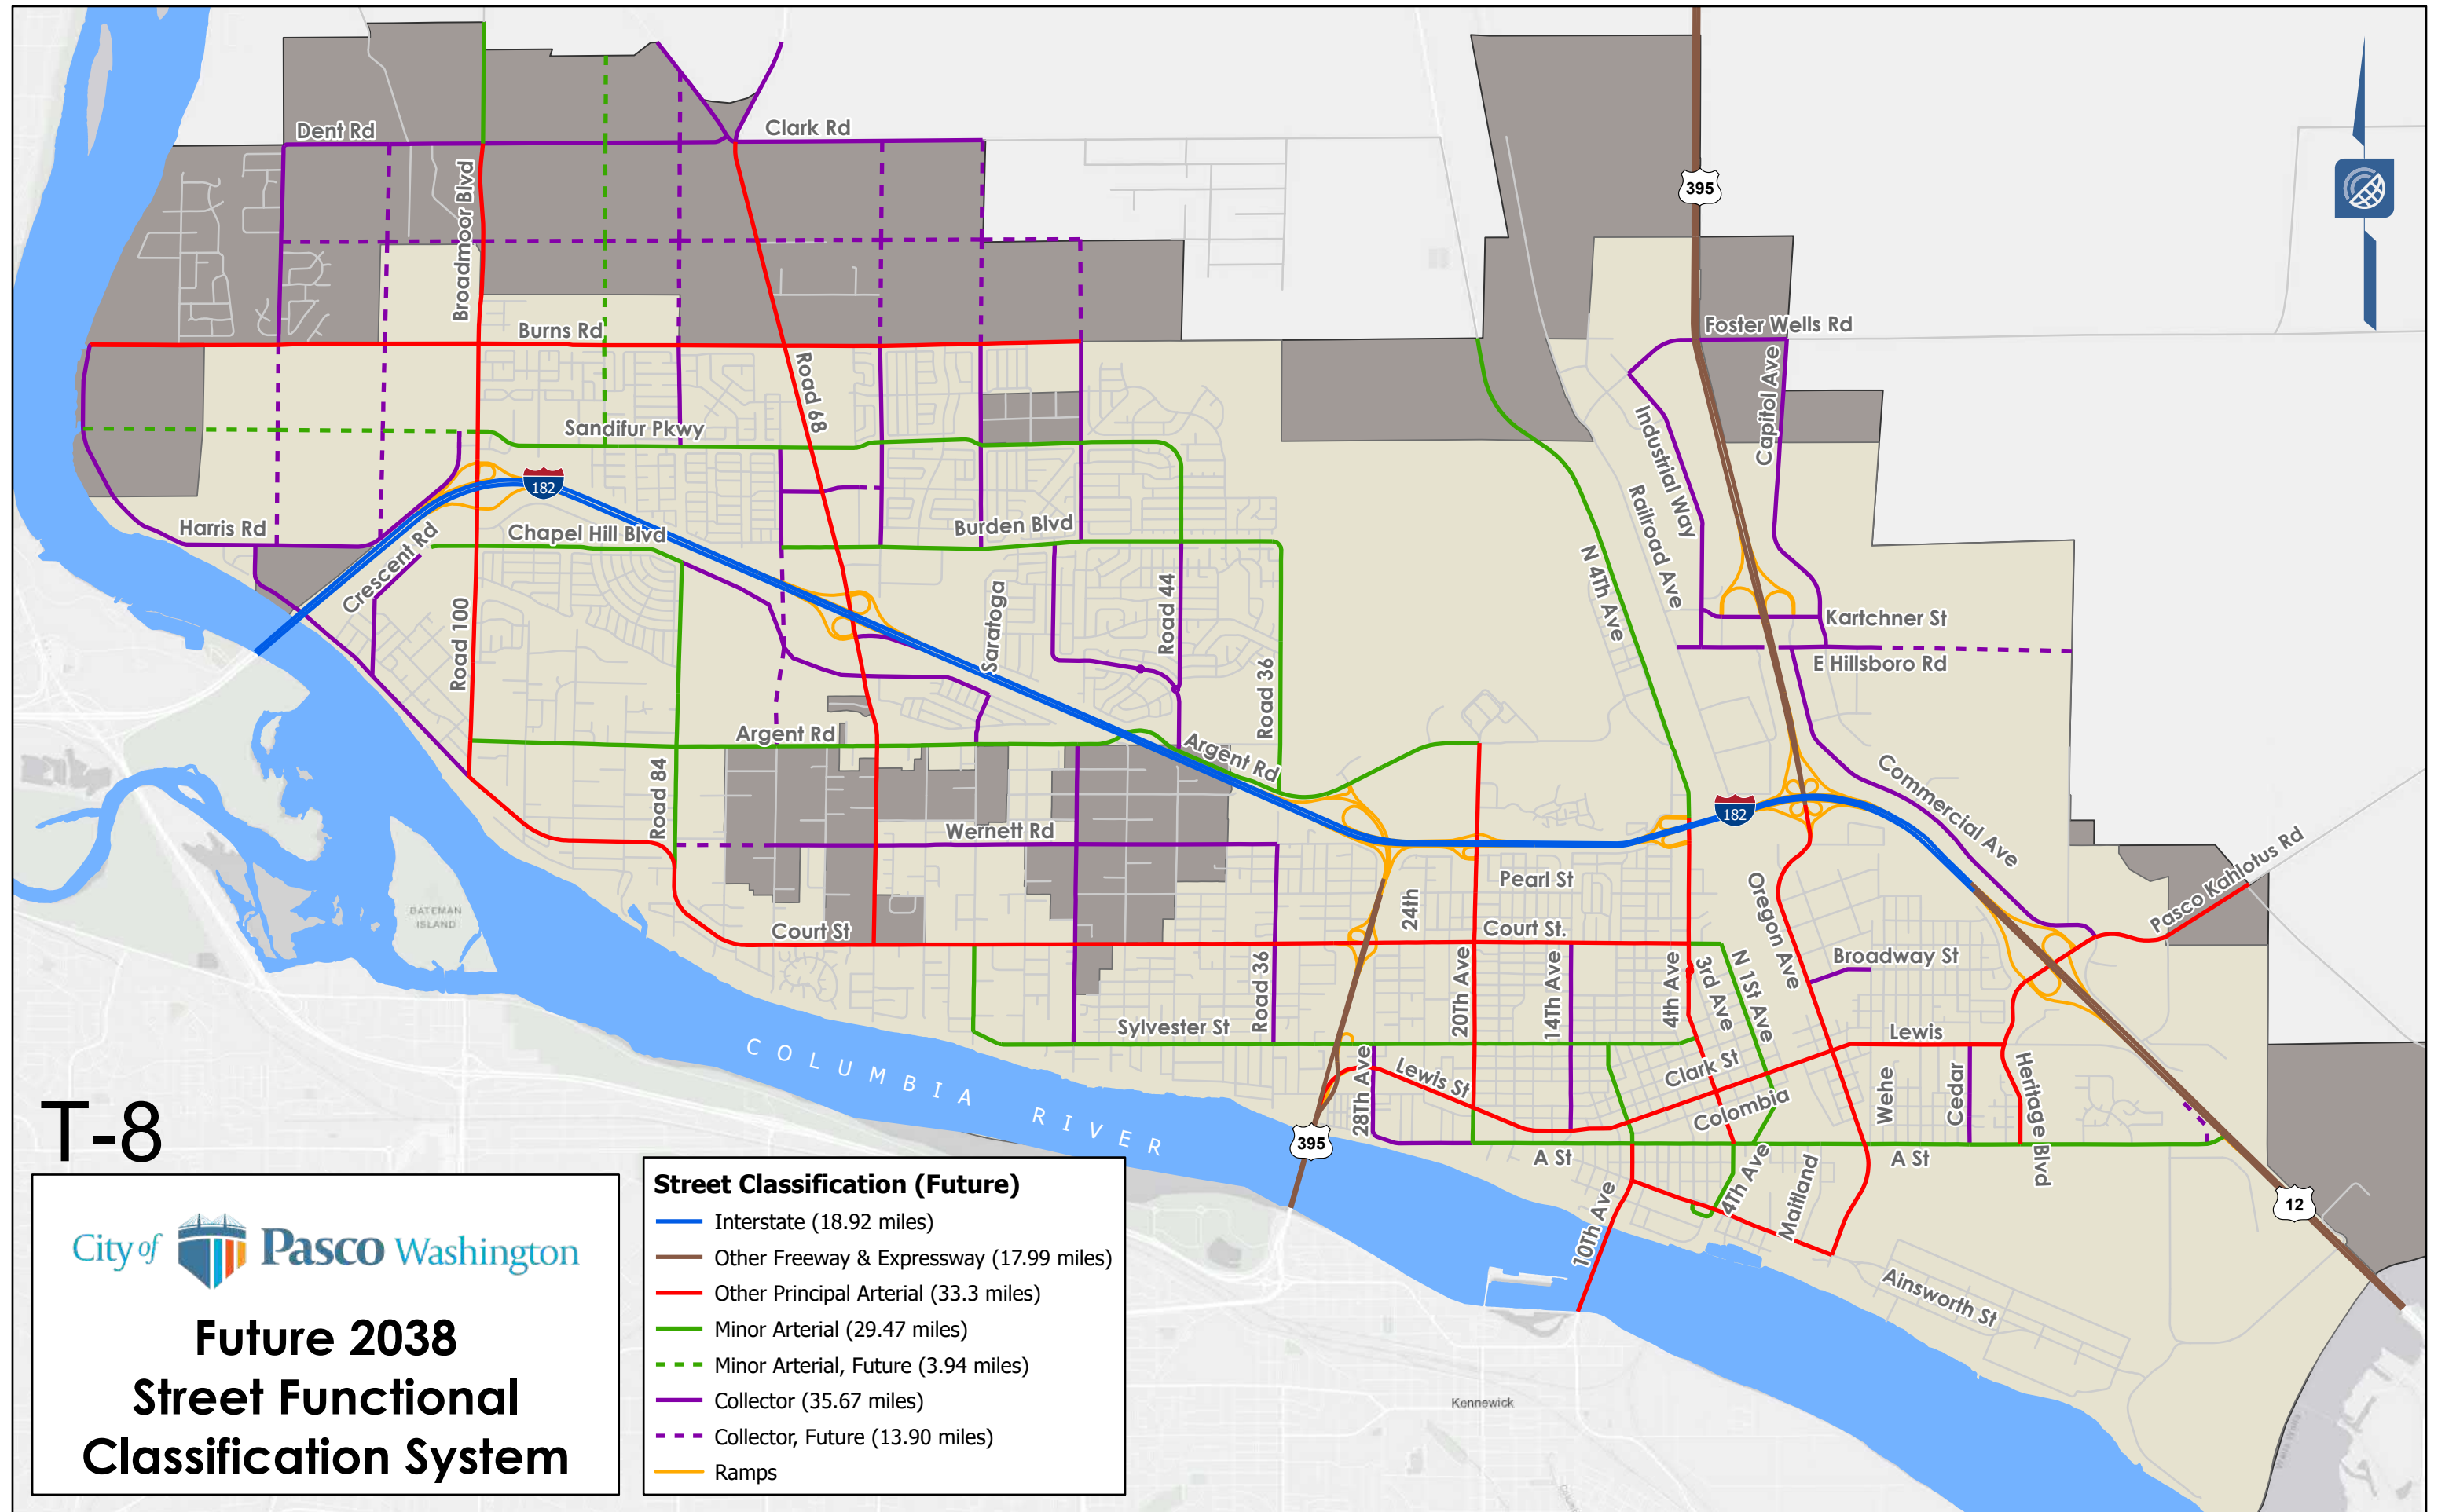 Dent Rd
Clark Rd
Broadmoor Blvd
395
Burns Rd
Foster Wells Rd
Road 68
Capitol Ave
Sandifur Pkwy
Industrial Way
182
Railroad Ave
Harris Rd
Chapel Hill Blvd
Burden Blvd
Crescent Rd
N 4Th Ave
Saratoga
Road 44
Road 100
Road 36
Kartchner St
E Hillsboro Rd
Argent Rd
Argent Rd
Road 84
Commercial Ave
182
Wernett Rd
Pearl St
24th
Oregon Ave
Pasco Kahlotus Rd
BATEMAN
ISLAND
Court St
Court St.
Road 36
20Th Ave
14Th Ave
4Th Ave
3rd Ave
N 1St Ave
Broadway St
Sylvester St
Lewis
28Th Ave
Lewis St
Clark St
Colombia
Wehe
Cedar
Heritage Blvd
COLUMBIA RIVER
395
A St
A St
10Th Ave
4Th Ave
Maitland
12
Ainsworth St
Kennewick
T-8
City of Pasco Washington
Future 2038
Street Functional
Classification System
Street Classification (Future)
Interstate (18.92 miles)
Other Freeway & Expressway (17.99 miles)
Other Principal Arterial (33.3 miles)
Minor Arterial (29.47 miles)
Minor Arterial, Future (3.94 miles)
Collector (35.67 miles)
Collector, Future (13.90 miles)
Ramps